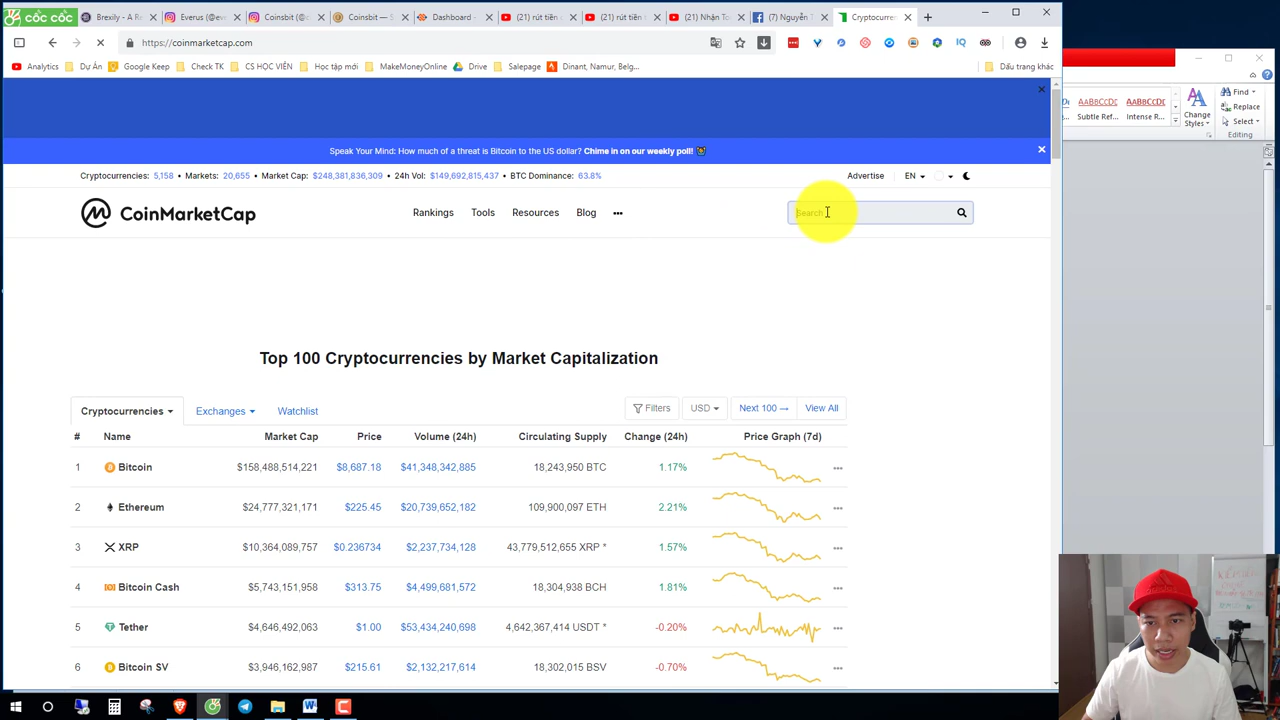 CỐC CỐC
Brexily - A Ri
Everus (@eve
Coinsbit (@c
Coinsbit — S
Dashboard -
(21) rút tiền
(21) rút tiền
(21) Nhận To
(7) Nguyễn
Cryptocurren
https://coinmarketcap.com
Analytics
Dự Án
Google Keep
Check TK
CS HỌC VIÊN
Học tập mới
MakeMoneyOnline
Drive
Salepage
Dinant, Namur, Belg...
Dấu trang khác
Speak Your Mind: How much of a threat is Bitcoin to the US dollar? Chime in on our weekly poll!
Cryptocurrencies: 5,158 • Markets: 20,655 • Market Cap: $248,381,836,309 • 24h Vol: $149,692,815,437 • BTC Dominance: 63.8%
Advertise
EN
CoinMarketCap
Rankings
Tools
Resources
Blog
Search
Top 100 Cryptocurrencies by Market Capitalization
Cryptocurrencies
Exchanges
Watchlist
Filters
USD
Next 100 →
View All
# Name Market Cap Price Volume (24h) Circulating Supply Change (24h) Price Graph (7d)
1 Bitcoin $158,488,514,221 $8,687.18 $41,348,342,885 18,243,950 BTC 1.17%
2 Ethereum $24,777,321,171 $225.45 $20,739,652,182 109,900,097 ETH 2.21%
3 XRP $10,364,089,757 $0.236734 $2,237,734,128 43,779,512,655 XRP * 1.57%
4 Bitcoin Cash $5,743,151,958 $313.75 $4,499,681,572 18,304,938 BCH 1.81%
5 Tether $4,646,492,063 $1.00 $53,434,240,698 4,642,367,414 USDT * -0.20%
6 Bitcoin SV $3,946,162,987 $215.61 $2,132,217,614 18,302,015 BSV -0.70%
AABBCCDD
AABBCCDD
Subtle Ref...
Intense R...
Change
Styles
Find
Replace
Select
Editing